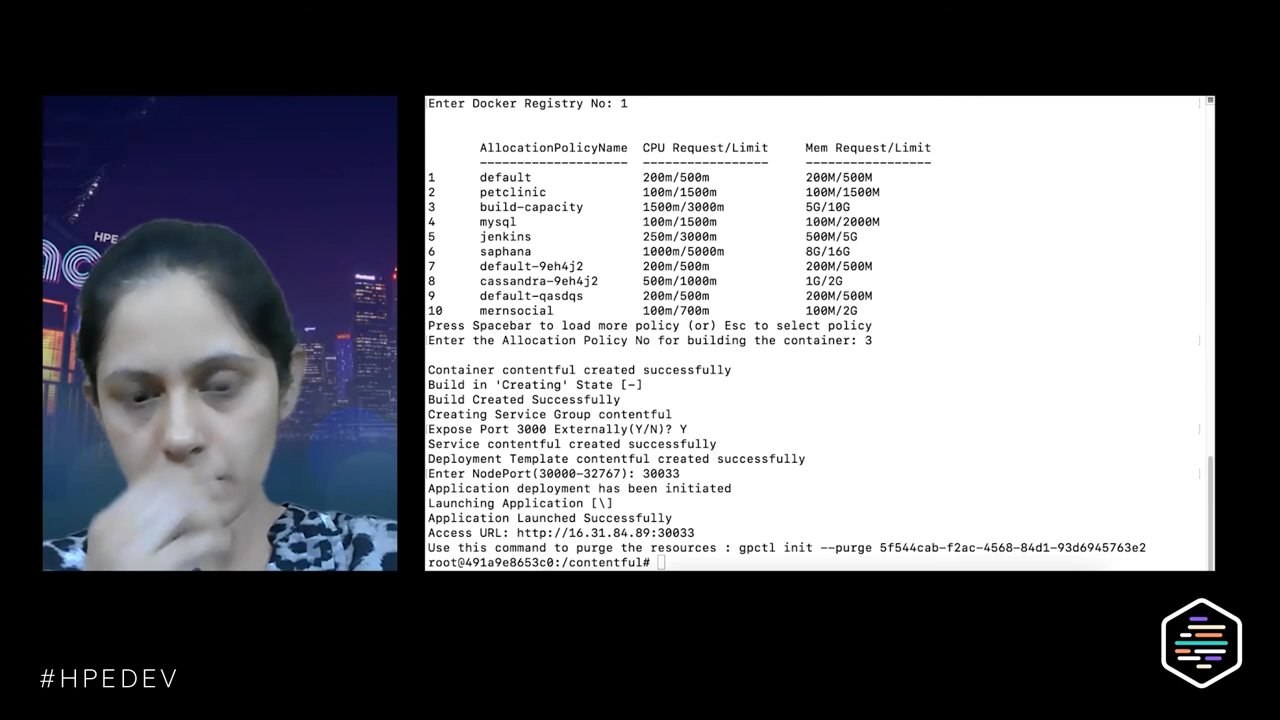 Enter Docker Registry No: 1
AllocationPolicyName CPU Request/Limit Mem Request/Limit
-------------------- ----------------- -----------------
1 default 200m/500m 200M/500M
2 petclinic 100m/1500m 100M/1500M
3 build-capacity 1500m/3000m 5G/10G
4 mysql 100m/1500m 100M/2000M
5 jenkins 250m/3000m 500M/5G
6 saphana 1000m/5000m 8G/16G
7 default-9eh4j2 200m/500m 200M/500M
8 cassandra-9eh4j2 500m/1000m 1G/2G
9 default-qasdqs 200m/500m 200M/500M
10 mernsocial 100m/700m 100M/2G
Press Spacebar to load more policy (or) Esc to select policy
Enter the Allocation Policy No for building the container: 3
Container contentful created successfully
Build in 'Creating' State [-]
Build Created Successfully
Creating Service Group contentful
Expose Port 3000 Externally(Y/N)? Y
Service contentful created successfully
Deployment Template contentful created successfully
Enter NodePort(30000-32767): 30033
Application deployment has been initiated
Launching Application [\]
Application Launched Successfully
Access URL: http://16.31.84.89:30033
Use this command to purge the resources : gpctl init --purge 5f544cab-f2ac-4568-84d1-93d6945763e2
root@491a9e8653c0:/contentful#
HPE
#HPEDEV